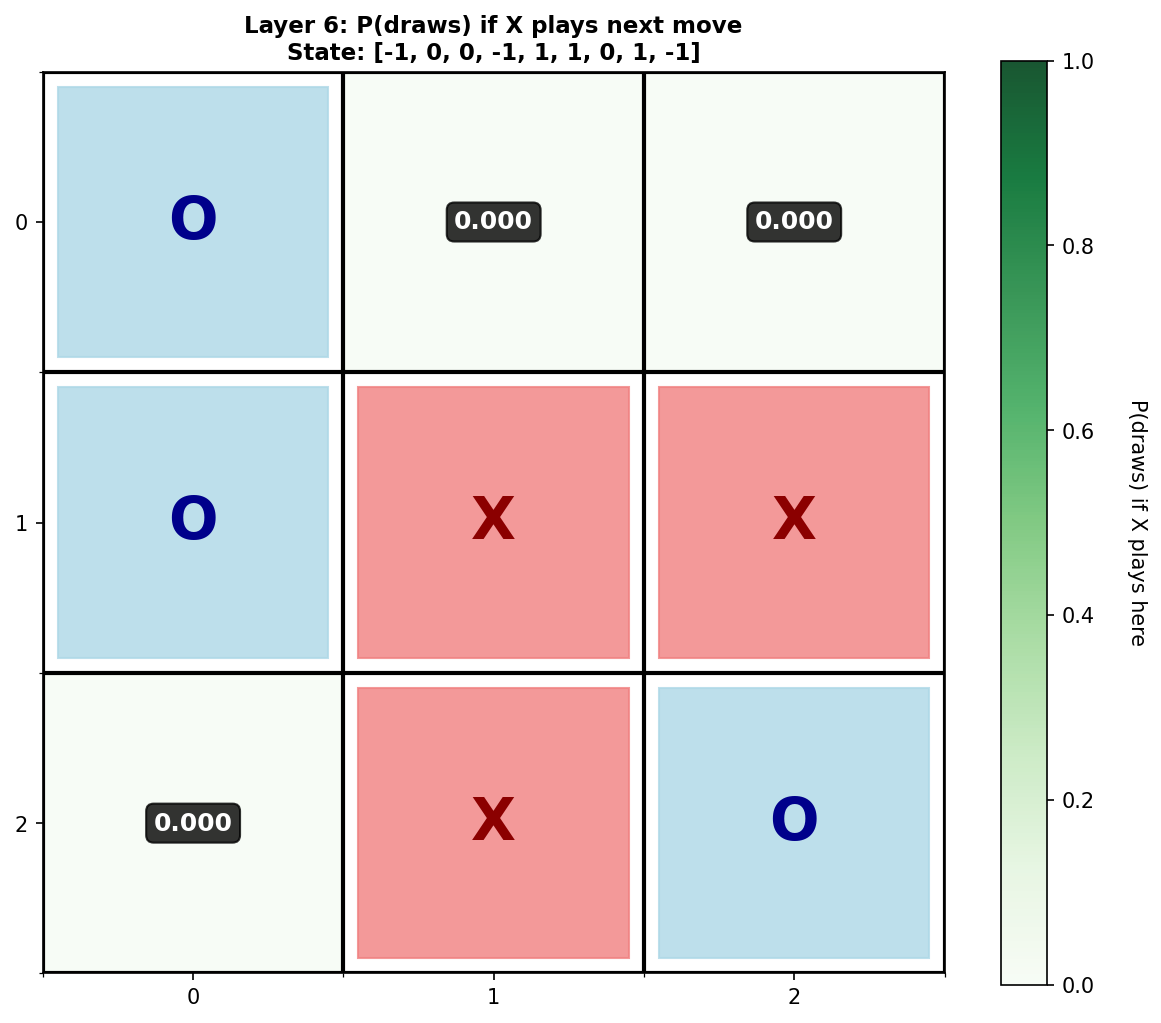 Layer 6: P(draws) if X plays next move
State: [-1, 0, 0, -1, 1, 1, 0, 1, -1]
O
0.000
0.000
0
O
X
X
1
0.000
X
O
2
0
1
2
1.0
0.8
0.6
0.4
0.2
0.0
P(draws) if X plays here